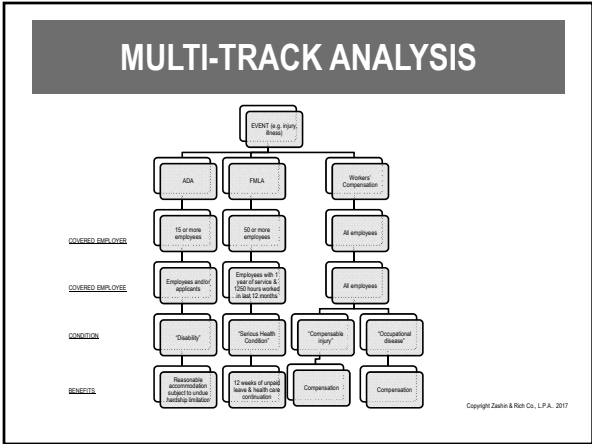 MULTI-TRACK ANALYSIS
EVENT (e.g. injury,
illness)
ADA
FMLA
Workers'
Compensation
COVERED EMPLOYER
15 or more
employees
50 or more
employees
All employees
COVERED EMPLOYEE
Employees and/or
applicants
Employees with 1
year of service &
1250 hours worked
in last 12 months
All employees
CONDITION
"Disability"
"Serious Health
Condition"
"Compensable
injury"
"Occupational
disease"
BENEFITS
Reasonable
accommodation
subject to undue
hardship limitation
12 weeks of unpaid
leave & health care
continuation
Compensation
Compensation
Copyright Zashin & Rich Co., L.P.A.. 2017